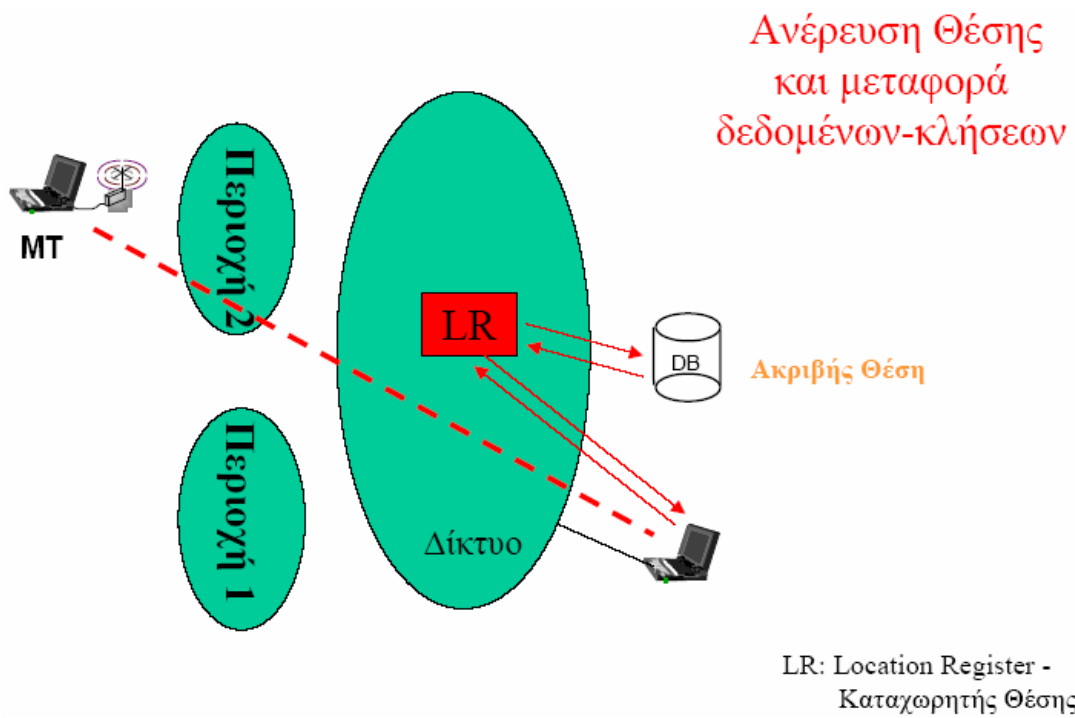 Ανέρευση Θέσης
και μεταφορά
δεδομένων-κλήσεων
Περιοχή 2
MT
LR
DB
Ακριβής Θέση
Περιοχή 1
Δίκτυο
LR: Location Register -
Καταχωρητής Θέσης